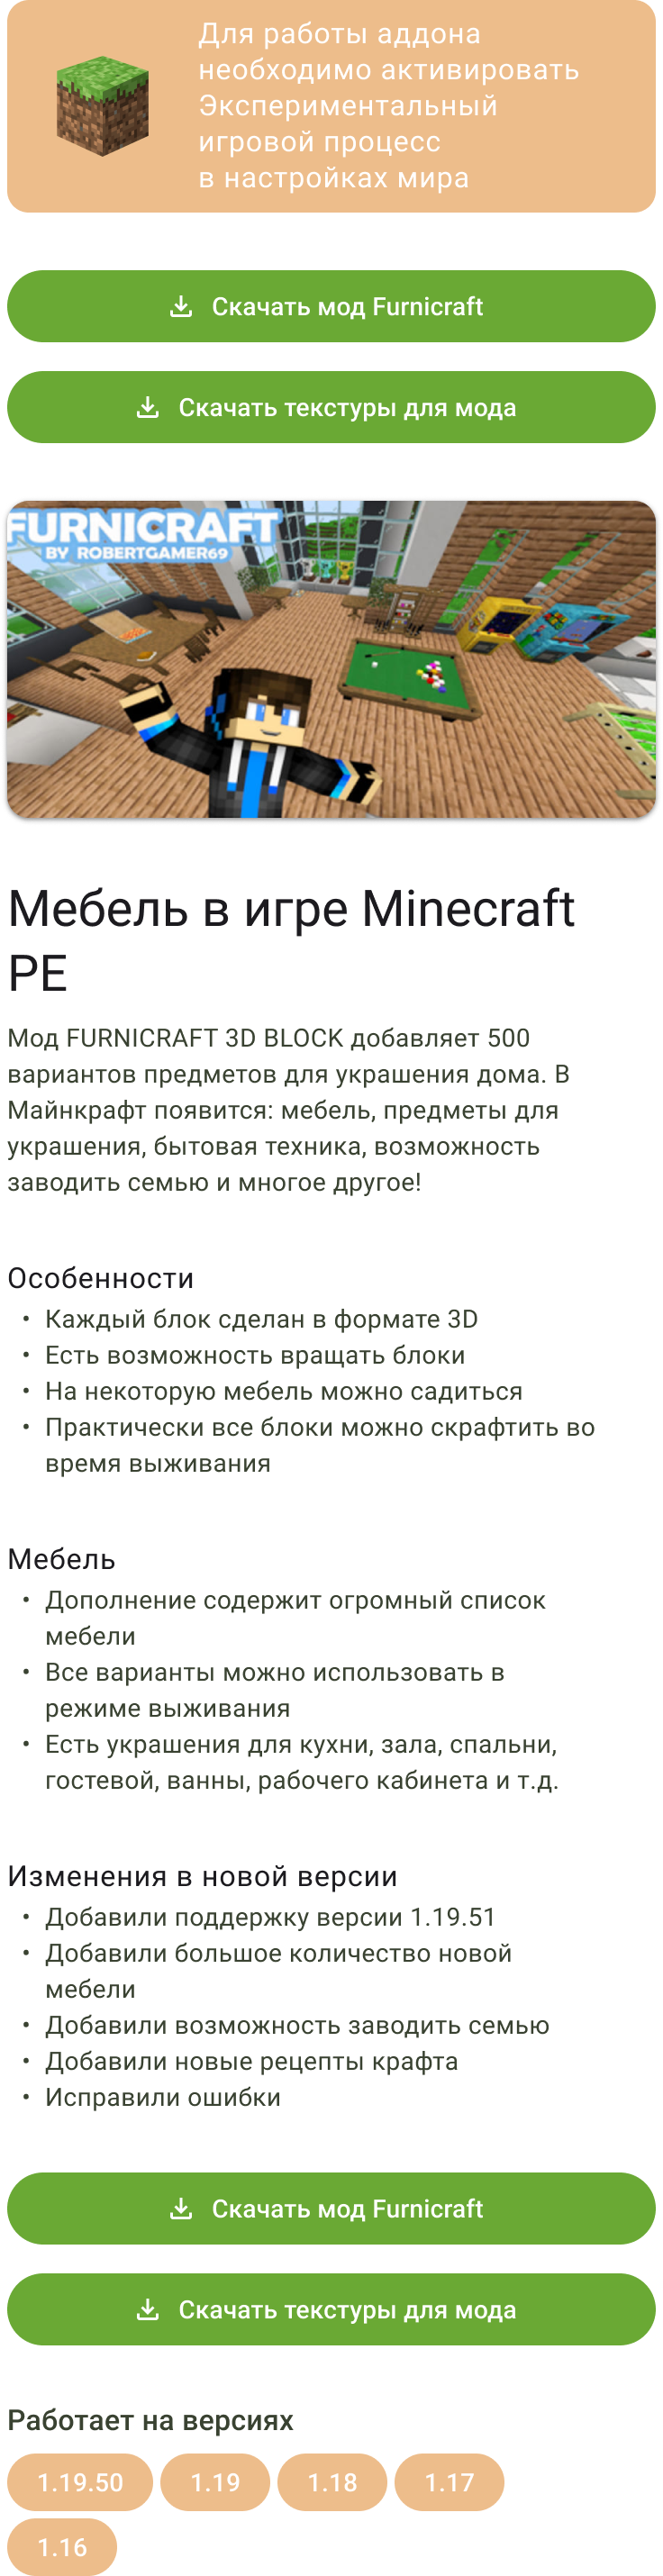 Для работы аддона
необходимо активировать
Экспериментальный
игровой процесс
в настройках мира
Скачать мод Furnicraft
Скачать текстуры для мода
FURNICRAFT
BY ROBERTGAMER69
Мебель в игре Minecraft
PE
Мод FURNICRAFT 3D BLOCK добавляет 500
вариантов предметов для украшения дома. В
Майнкрафт появится: мебель, предметы для
украшения, бытовая техника, возможность
заводить семью и многое другое!
Особенности
• Каждый блок сделан в формате 3D
• Есть возможность вращать блоки
• На некоторую мебель можно садиться
• Практически все блоки можно скрафтить во
время выживания
Мебель
• Дополнение содержит огромный список
мебели
• Все варианты можно использовать в
режиме выживания
• Есть украшения для кухни, зала, спальни,
гостевой, ванны, рабочего кабинета и т.д.
Изменения в новой версии
• Добавили поддержку версии 1.19.51
• Добавили большое количество новой
мебели
• Добавили возможность заводить семью
• Добавили новые рецепты крафта
• Исправили ошибки
Скачать мод Furnicraft
Скачать текстуры для мода
Работает на версиях
1.19.50 1.19 1.18 1.17
1.16